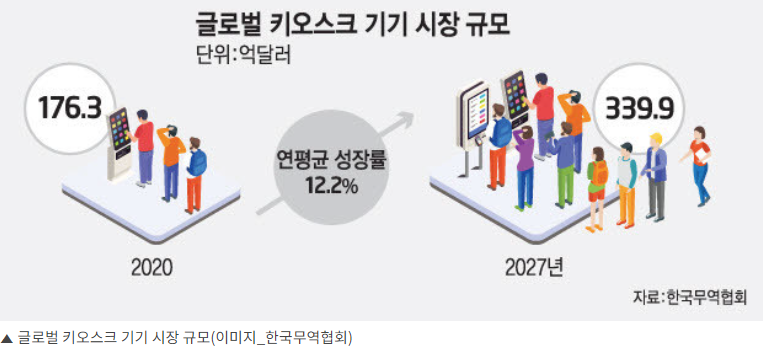 글로벌 키오스크 기기 시장 규모
단위:억달러
176.3
339.9
연평균 성장률
12.2%
2020
2027년
자료:한국무역협회
▲ 글로벌 키오스크 기기 시장 규모(이미지_한국무역협회)